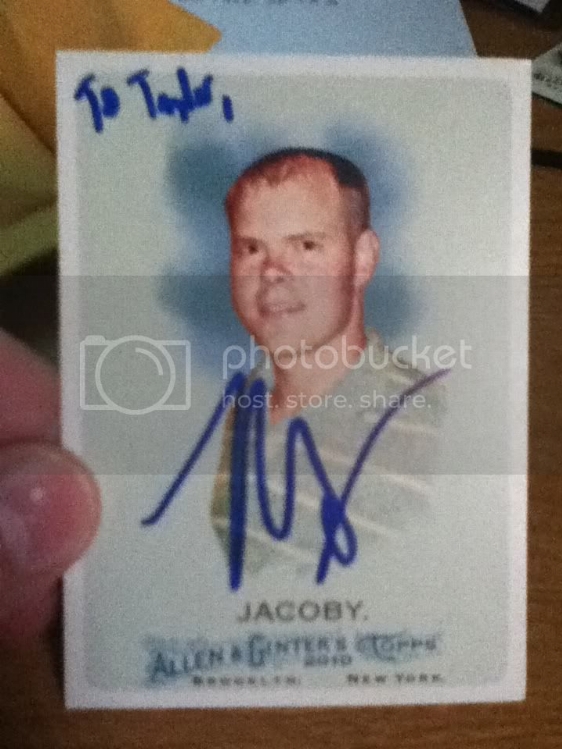 To Taylor,
photobucket
host. store. share.
JACOBY.
ALLEN & GINTER'S TOPPS
2010
BROOKLYN. NEW YORK.